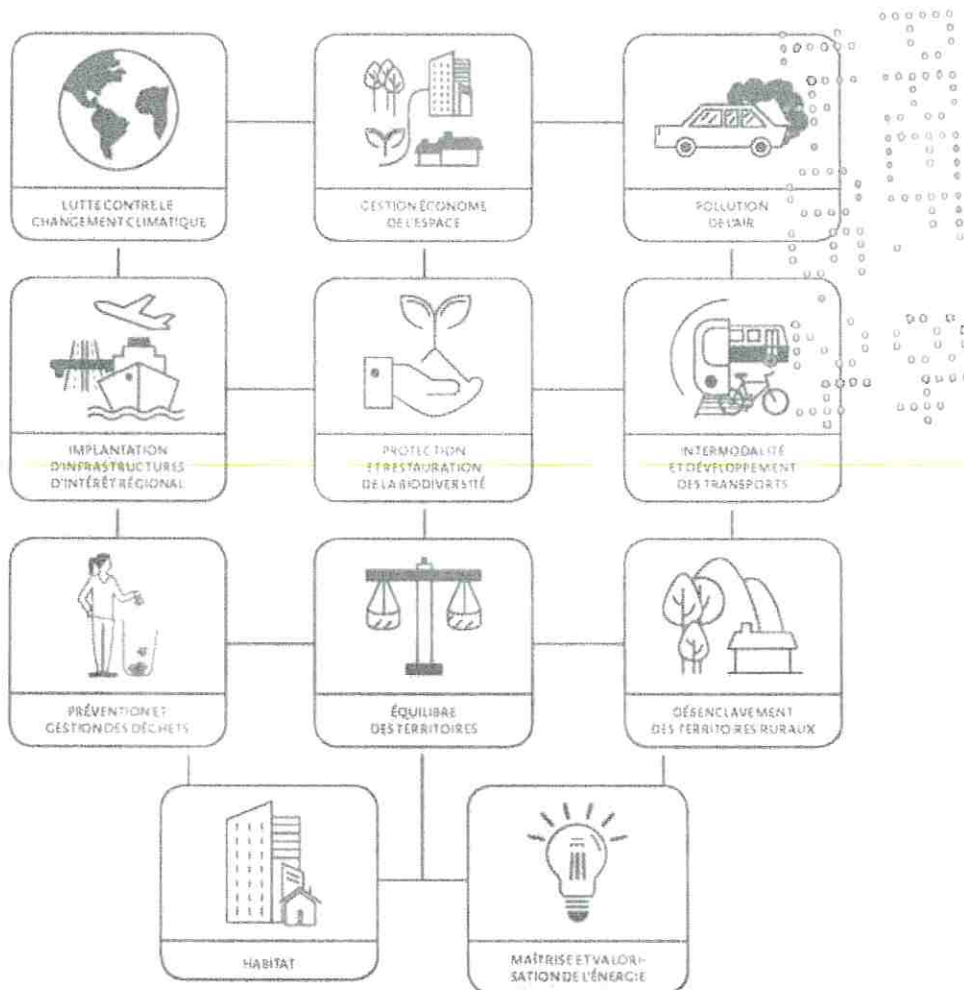 LUTTE CONTRE LE
CHANGEMENT CLIMATIQUE
GESTION ÉCONOME
DE L'ESPACE
POLLUTION
DE L'AIR
IMPLANTATION
D'INFRASTRUCTURES
D'INTÉRÊT RÉGIONAL
PROTECTION
ET RESTAURATION
DE LA BIODIVERSITÉ
INTERMODALITÉ
ET DÉVELOPPEMENT
DES TRANSPORTS
PRÉVENTION ET
GESTION DES DÉCHETS
ÉQUILIBRE
DES TERRITOIRES
DÉSENCLAVEMENT
DES TERRITOIRES RURAUX
HABITAT
MAÎTRISE ET VALORI-
SATION DE L'ÉNERGIE